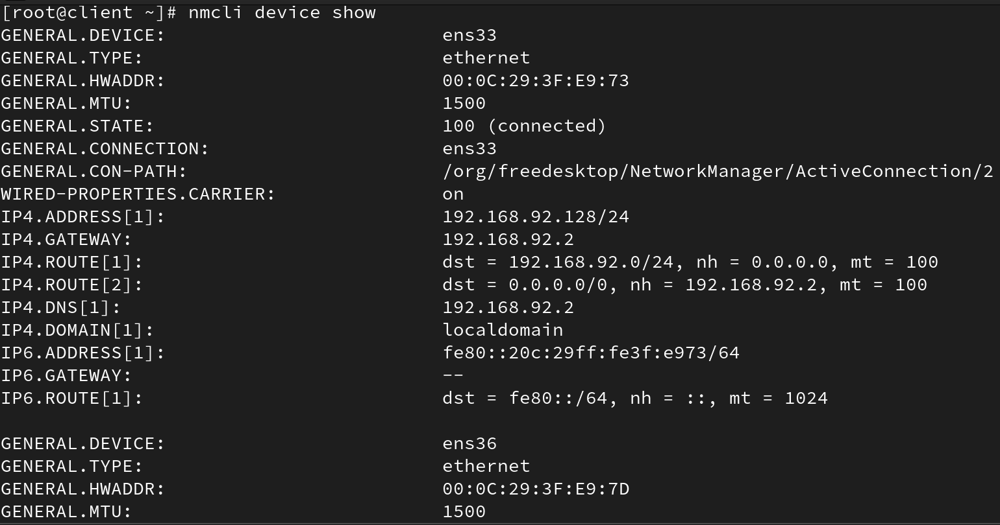 [root@client ~]# nmcli device show
GENERAL.DEVICE: ens33
GENERAL.TYPE: ethernet
GENERAL.HWADDR: 00:0C:29:3F:E9:73
GENERAL.MTU: 1500
GENERAL.STATE: 100 (connected)
GENERAL.CONNECTION: ens33
GENERAL.CON-PATH: /org/freedesktop/NetworkManager/ActiveConnection/2
WIRED-PROPERTIES.CARRIER: on
IP4.ADDRESS[1]: 192.168.92.128/24
IP4.GATEWAY: 192.168.92.2
IP4.ROUTE[1]: dst = 192.168.92.0/24, nh = 0.0.0.0, mt = 100
IP4.ROUTE[2]: dst = 0.0.0.0/0, nh = 192.168.92.2, mt = 100
IP4.DNS[1]: 192.168.92.2
IP4.DOMAIN[1]: localdomain
IP6.ADDRESS[1]: fe80::20c:29ff:fe3f:e973/64
IP6.GATEWAY: --
IP6.ROUTE[1]: dst = fe80::/64, nh = ::, mt = 1024
GENERAL.DEVICE: ens36
GENERAL.TYPE: ethernet
GENERAL.HWADDR: 00:0C:29:3F:E9:7D
GENERAL.MTU: 1500